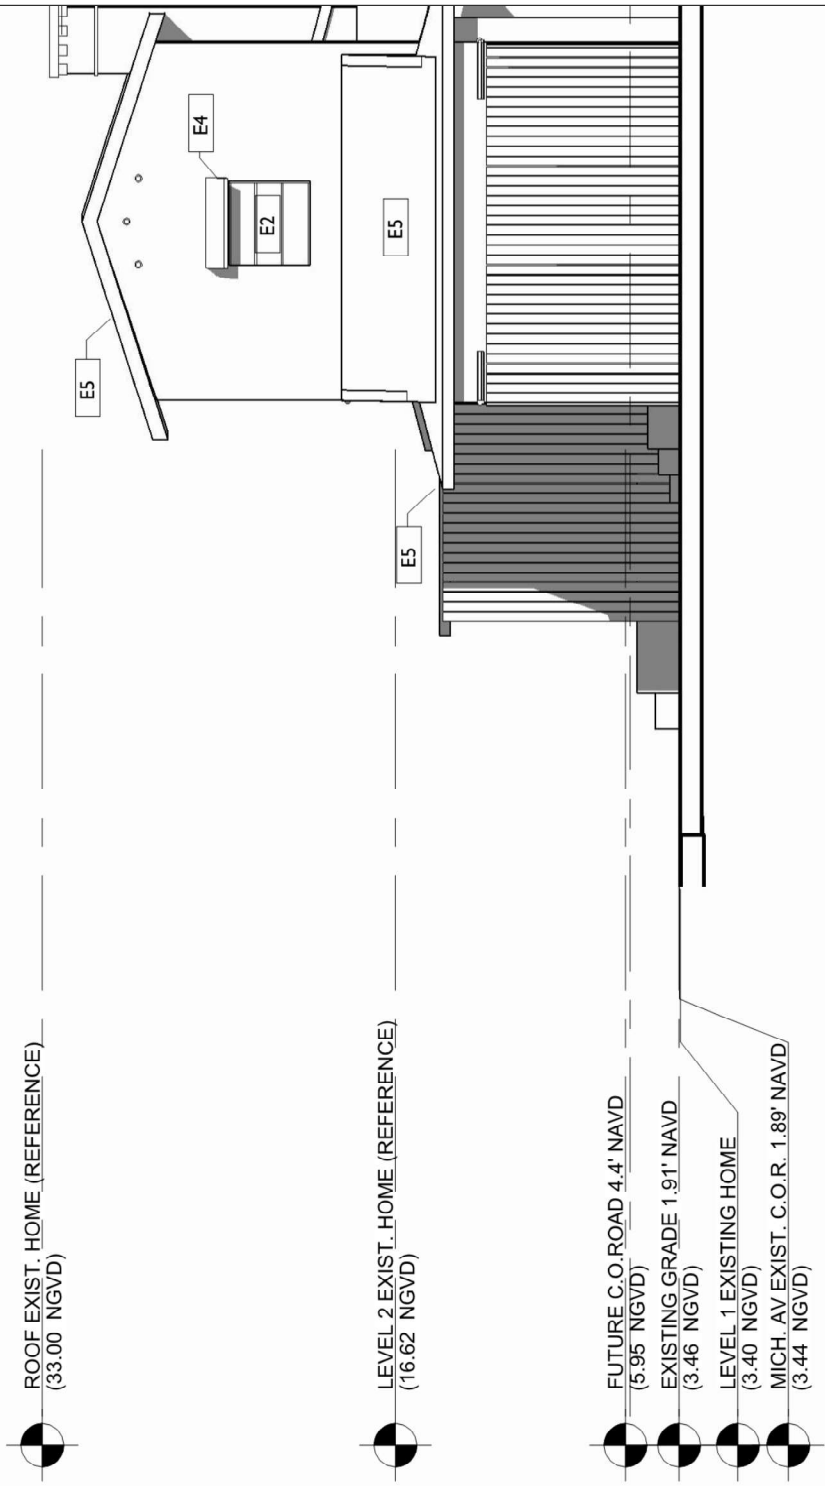 ROOF EXIST. HOME (REFERENCE)
(33.00 NGVD)
LEVEL 2 EXIST. HOME (REFERENCE)
(16.62 NGVD)
FUTURE C.O.ROAD 4.4' NAVD
(5.95 NGVD)
EXISTING GRADE 1.91' NAVD
(3.46 NGVD)
LEVEL 1 EXISTING HOME
(3.40 NGVD)
MICH. AV EXIST. C.O.R. 1.89' NAVD
(3.44 NGVD)
E5
E4
E2
E5
E5